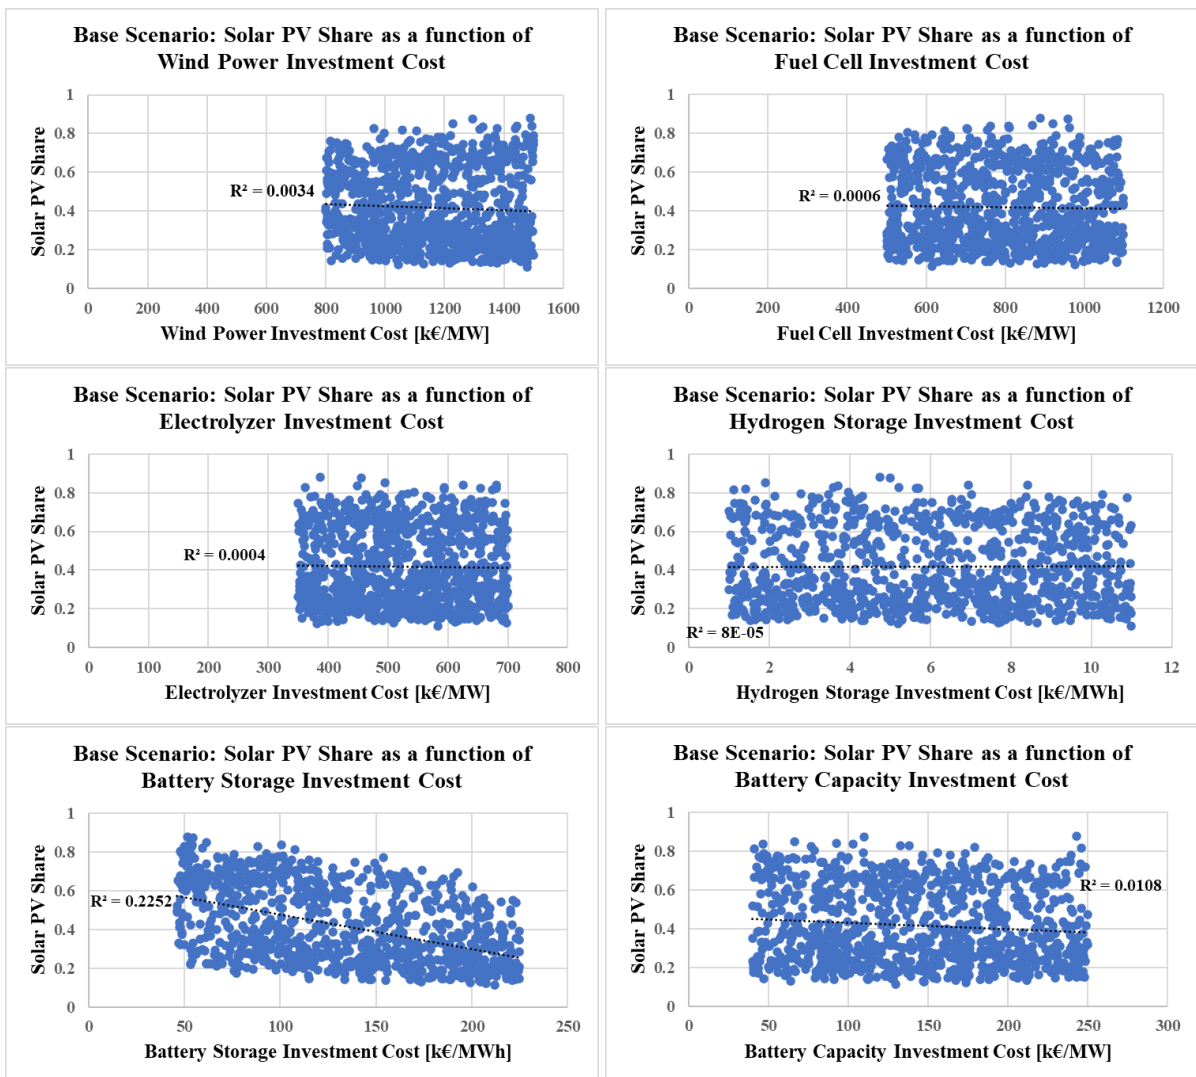 Base Scenario: Solar PV Share as a function of
Wind Power Investment Cost
1
0.8
0.6
0.4
0.2
0
Solar PV Share
R² = 0.0034
0 200 400 600 800 1000 1200 1400 1600
Wind Power Investment Cost [k€/MW]
Base Scenario: Solar PV Share as a function of
Fuel Cell Investment Cost
1
0.8
0.6
0.4
0.2
0
Solar PV Share
R² = 0.0006
200 400 600 800 1000 1200
Fuel Cell Investment Cost [k€/MW]
Base Scenario: Solar PV Share as a function of
Electrolyzer Investment Cost
1
0.8
0.6
0.4
0.2
0
Solar PV Share
R² = 0.0004
0 100 200 300 400 500 600 700 800
Electrolyzer Investment Cost [k€/MW]
Base Scenario: Solar PV Share as a function of
Hydrogen Storage Investment Cost
1
0.8
0.6
0.4
0.2
0
Solar PV Share
R² = 8E-05
0 2 4 6 8 10 12
Hydrogen Storage Investment Cost [k€/MWh]
Base Scenario: Solar PV Share as a function of
Battery Storage Investment Cost
1
0.8
0.6
0.4
0.2
0
Solar PV Share
R² = 0.2252
0 50 100 150 200 250
Battery Storage Investment Cost [k€/MWh]
Base Scenario: Solar PV Share as a function of
Battery Capacity Investment Cost
1
0.8
0.6
0.4
0.2
0
Solar PV Share
R² = 0.0108
0 50 100 150 200 250 300
Battery Capacity Investment Cost [k€/MW]